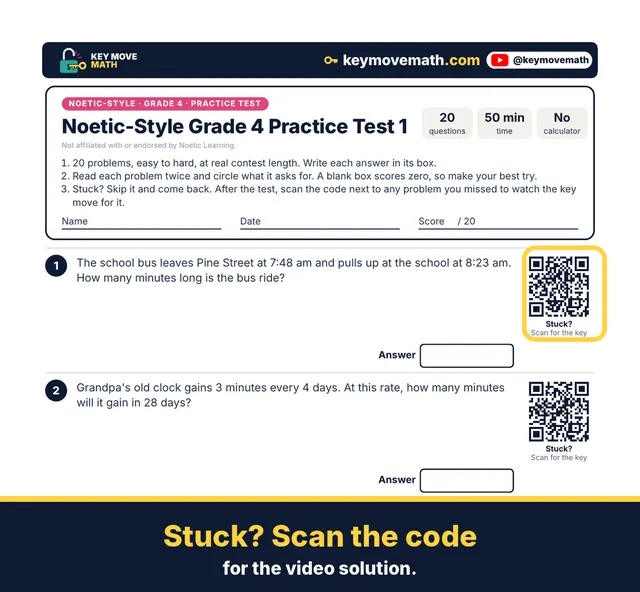 KEY MOVE
MATH
keymovemath.com
@keymovemath
NOETIC-STYLE · GRADE 4 · PRACTICE TEST
Noetic-Style Grade 4 Practice Test 1
20
questions
50 min
time
No
calculator
Not affiliated with or endorsed by Noetic Learning.
1. 20 problems, easy to hard, at real contest length. Write each answer in its box.
2. Read each problem twice and circle what it asks for. A blank box scores zero, so make your best try.
3. Stuck? Skip it and come back. After the test, scan the code next to any problem you missed to watch the key
move for it.
Name
Date
Score / 20
1 The school bus leaves Pine Street at 7:48 am and pulls up at the school at 8:23 am.
How many minutes long is the bus ride?
Stuck?
Scan for the key
Answer
2 Grandpa's old clock gains 3 minutes every 4 days. At this rate, how many minutes
will it gain in 28 days?
Stuck?
Scan for the key
Answer
Stuck? Scan the code
for the video solution.